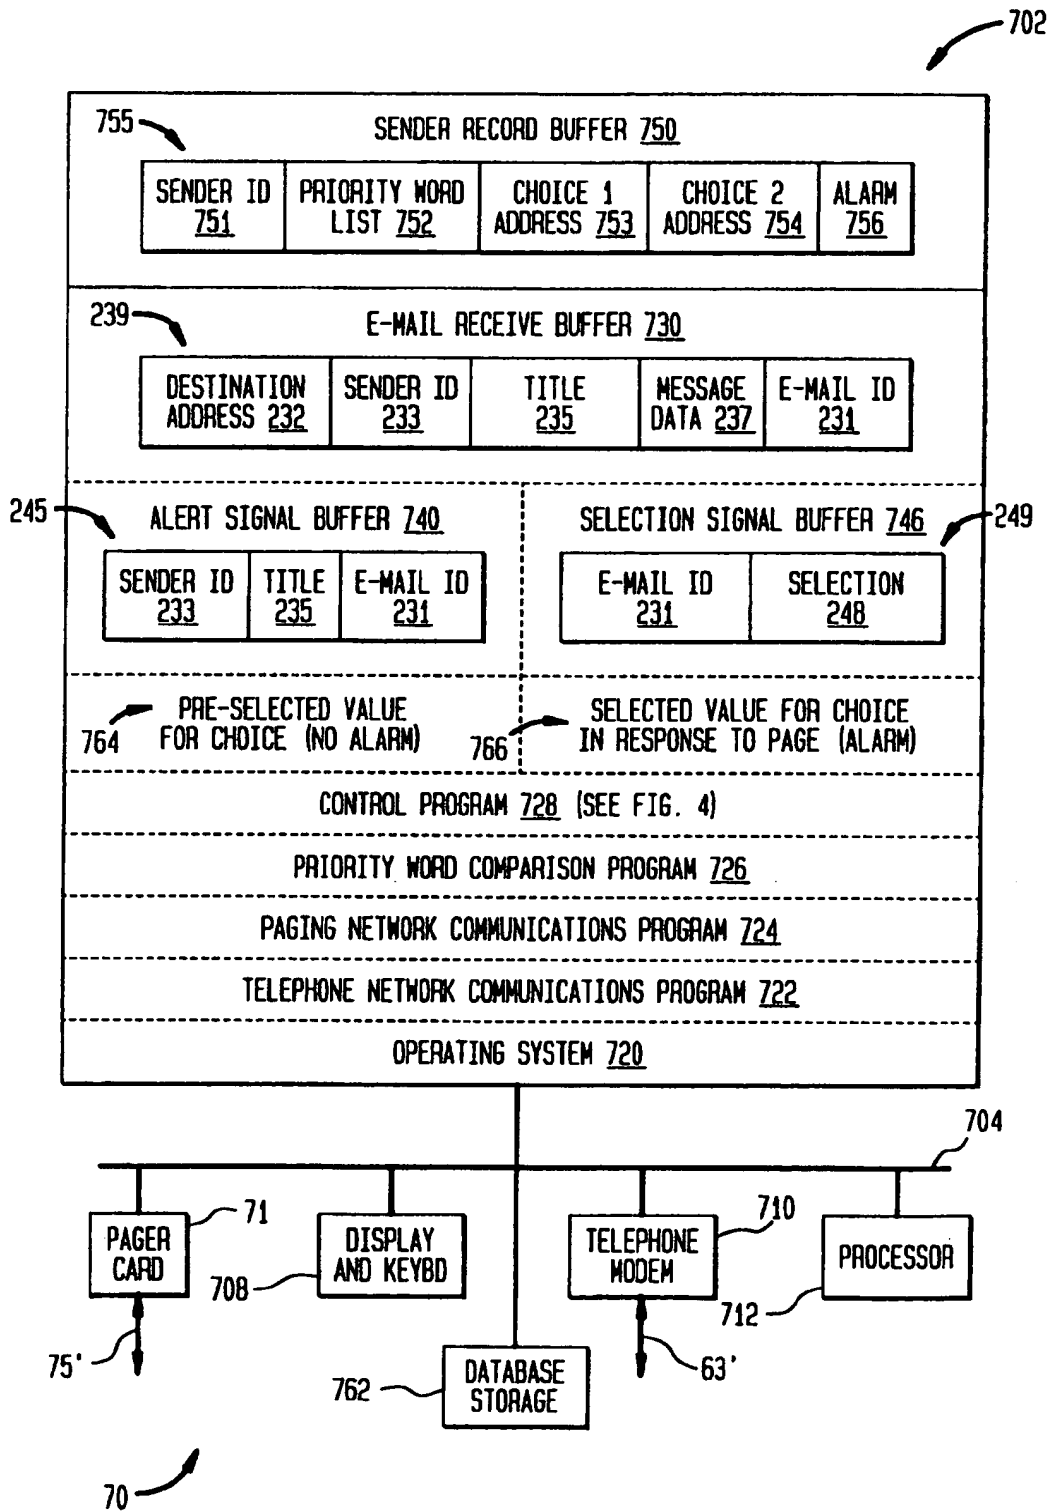 702
755
SENDER RECORD BUFFER 750
SENDER ID
751
PRIORITY WORD
LIST 752
CHOICE 1
ADDRESS 753
CHOICE 2
ADDRESS 754
ALARM
756
239
E-MAIL RECEIVE BUFFER 730
DESTINATION
ADDRESS 232
SENDER ID
233
TITLE
235
MESSAGE
DATA 237
E-MAIL ID
231
245
ALERT SIGNAL BUFFER 740
SENDER ID
233
TITLE
235
E-MAIL ID
231
SELECTION SIGNAL BUFFER 746
249
E-MAIL ID
231
SELECTION
248
764
PRE-SELECTED VALUE
FOR CHOICE (NO ALARM)
766
SELECTED VALUE FOR CHOICE
IN RESPONSE TO PAGE (ALARM)
CONTROL PROGRAM 728 (SEE FIG. 4)
PRIORITY WORD COMPARISON PROGRAM 726
PAGING NETWORK COMMUNICATIONS PROGRAM 724
TELEPHONE NETWORK COMMUNICATIONS PROGRAM 722
OPERATING SYSTEM 720
704
PAGER
CARD
71
DISPLAY
AND KEYBD
708
TELEPHONE
MODEM
710
PROCESSOR
712
75'
63'
DATABASE
STORAGE
762
70